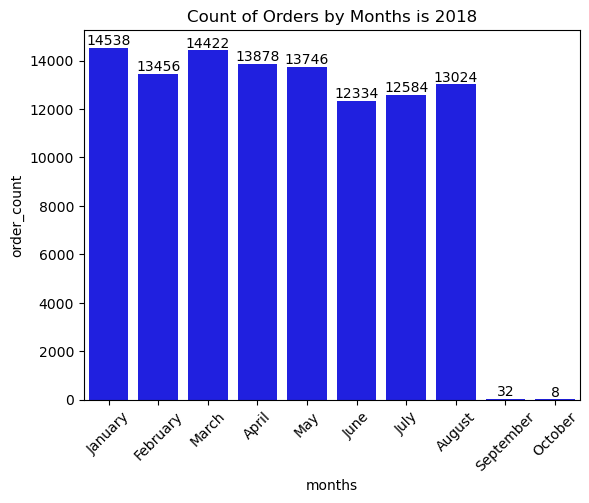 Count of Orders by Months is 2018
14538
13456
14422
13878
13746
12334
12584
13024
32
8
order_count
14000
12000
10000
8000
6000
4000
2000
0
January
February
March
April
May
June
July
August
September
October
months